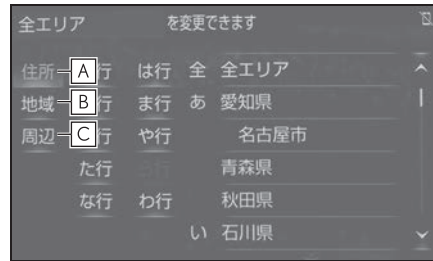 全エリア を変更できます
住所 A 行 は行 全 全エリア
地域 B 行 ま行 あ 愛知県
周辺 C 行 や行 名古屋市
た行 ら行 青森県
な行 わ行 秋田県
い 石川県